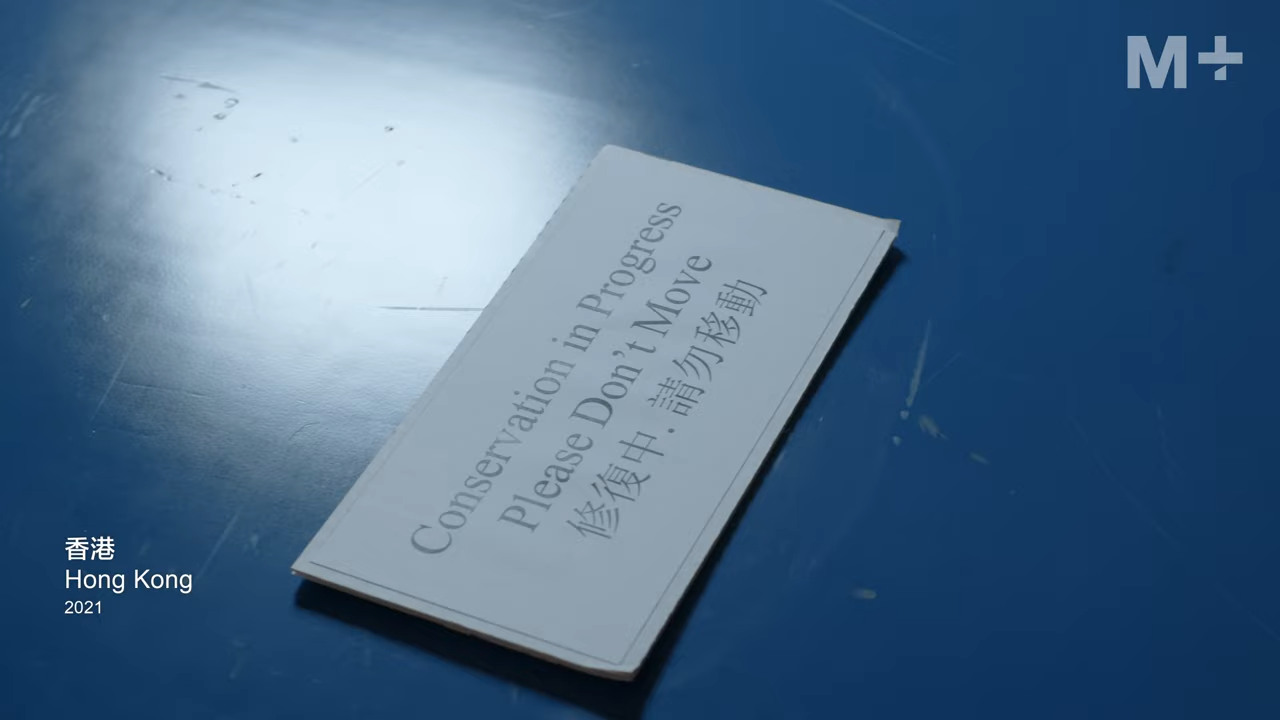 M+
Conservation in Progress
Please Don't Move
修復中．請勿移動
香港
Hong Kong
2021